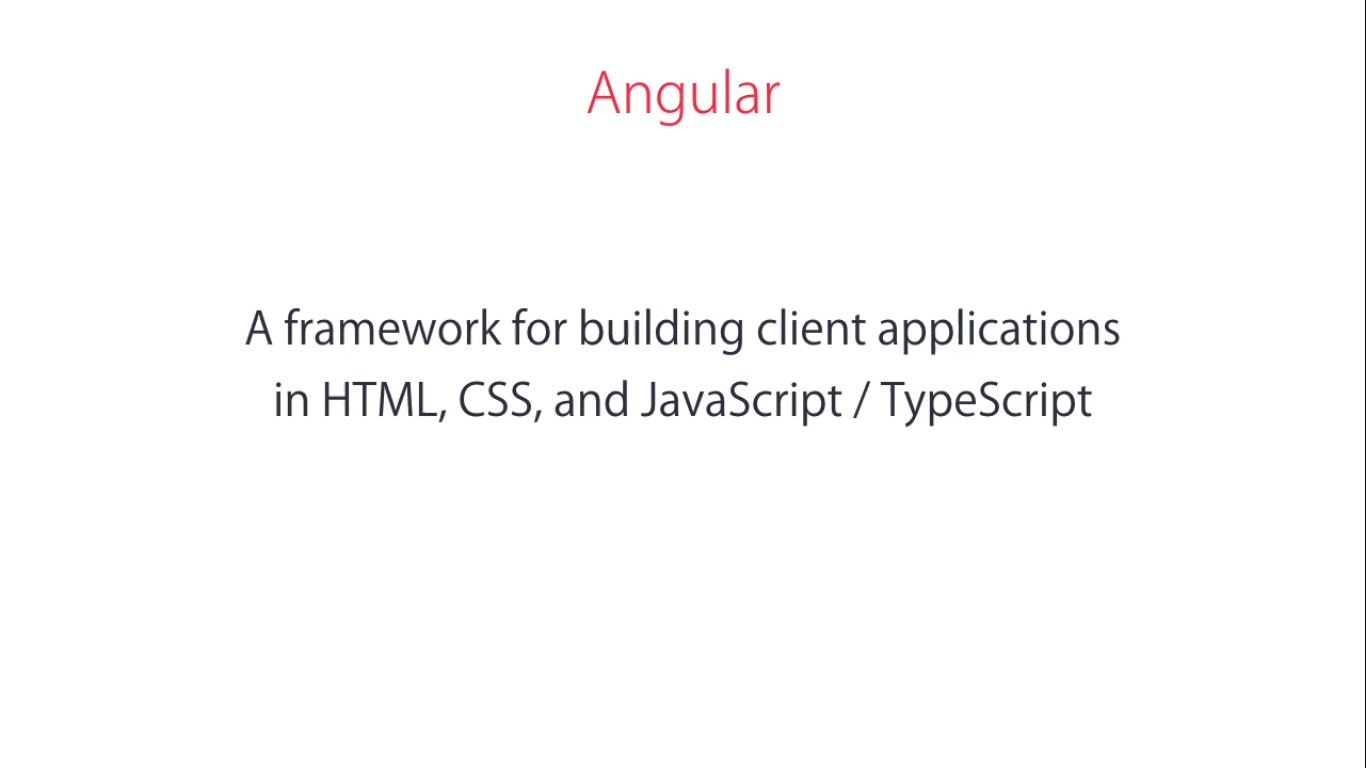 Angular
A framework for building client applications
in HTML, CSS, and JavaScript / TypeScript